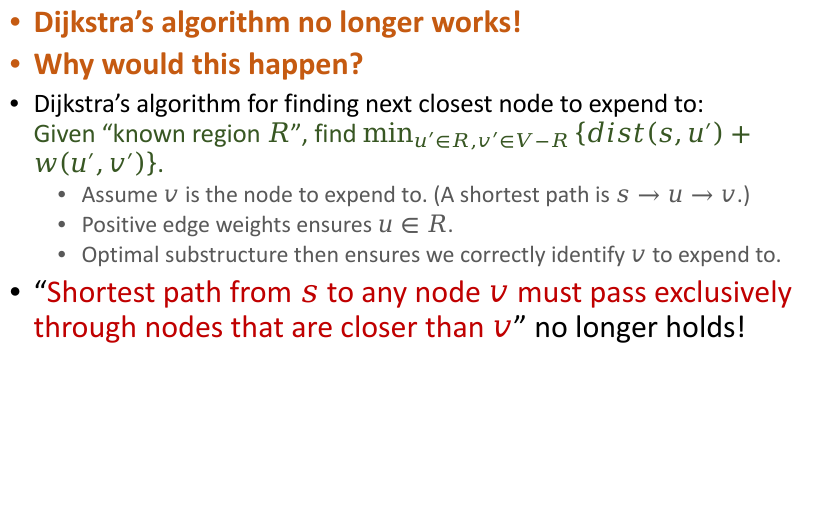 • Dijkstra’s algorithm no longer works!
• Why would this happen?
• Dijkstra’s algorithm for finding next closest node to expend to:
Given “known region R”, find min_{u′∈R,v′∈V−R} {dist(s, u′) +
w(u′, v′)}.
• Assume v is the node to expend to. (A shortest path is s → u → v.)
• Positive edge weights ensures u ∈ R.
• Optimal substructure then ensures we correctly identify v to expend to.
• “Shortest path from s to any node v must pass exclusively
through nodes that are closer than v” no longer holds!